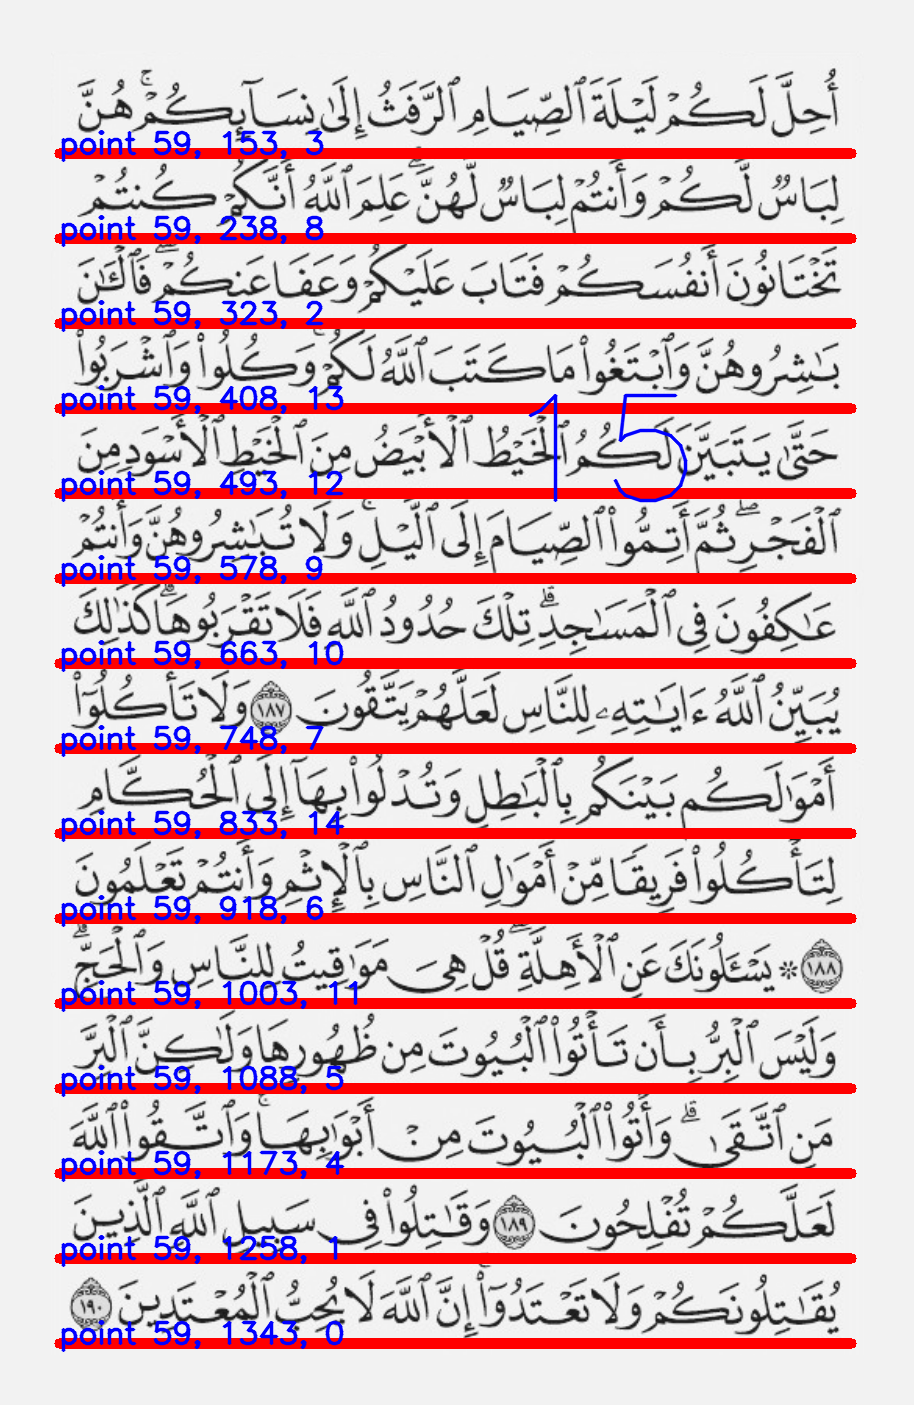 أُحِلَّ لَكُمْ لَيْلَةَ ٱلصِّيَامِ ٱلرَّفَثُ إِلَىٰ نِسَآئِكُمْ ۚ هُنَّ
point 59, 153, 3
لِبَاسٌ لَّكُمْ وَأَنتُمْ لِبَاسٌ لَّهُنَّ ۗ عَلِمَ ٱللَّهُ أَنَّكُمْ كُنتُمْ
point 59, 238, 8
تَخْتَانُونَ أَنفُسَكُمْ فَتَابَ عَلَيْكُمْ وَعَفَا عَنكُمْ ۖ فَٱلْـَٰٔنَ
point 59, 323, 2
بَـٰشِرُوهُنَّ وَٱبْتَغُوا۟ مَا كَتَبَ ٱللَّهُ لَكُمْ ۚ وَكُلُوا۟ وَٱشْرَبُوا۟
point 59, 408, 13
15
حَتَّىٰ يَتَبَيَّنَ لَكُمُ ٱلْخَيْطُ ٱلْأَبْيَضُ مِنَ ٱلْخَيْطِ ٱلْأَسْوَدِ مِنَ
point 59, 493, 12
ٱلْفَجْرِ ۖ ثُمَّ أَتِمُّوا۟ ٱلصِّيَامَ إِلَى ٱلَّيْلِ ۚ وَلَا تُبَـٰشِرُوهُنَّ وَأَنتُمْ
point 59, 578, 9
عَـٰكِفُونَ فِى ٱلْمَسَـٰجِدِ ۗ تِلْكَ حُدُودُ ٱللَّهِ فَلَا تَقْرَبُوهَا ۗ كَذَٰلِكَ
point 59, 663, 10
يُبَيِّنُ ٱللَّهُ ءَايَـٰتِهِۦ لِلنَّاسِ لَعَلَّهُمْ يَتَّقُونَ ١٨٧ وَلَا تَأْكُلُوٓا۟
point 59, 748, 7
أَمْوَٰلَكُم بَيْنَكُم بِٱلْبَـٰطِلِ وَتُدْلُوا۟ بِهَآ إِلَى ٱلْحُكَّامِ
point 59, 833, 14
لِتَأْكُلُوا۟ فَرِيقًا مِّنْ أَمْوَٰلِ ٱلنَّاسِ بِٱلْإِثْمِ وَأَنتُمْ تَعْلَمُونَ
point 59, 918, 6
١٨٨ ۞ يَسْـَٔلُونَكَ عَنِ ٱلْأَهِلَّةِ ۖ قُلْ هِىَ مَوَٰقِيتُ لِلنَّاسِ وَٱلْحَجِّ ۗ
point 59, 1003, 11
وَلَيْسَ ٱلْبِرُّ بِأَن تَأْتُوا۟ ٱلْبُيُوتَ مِن ظُهُورِهَا وَلَـٰكِنَّ ٱلْبِرَّ
point 59, 1088, 5
مَنِ ٱتَّقَىٰ ۗ وَأْتُوا۟ ٱلْبُيُوتَ مِنْ أَبْوَٰبِهَا ۚ وَٱتَّقُوا۟ ٱللَّهَ
point 59, 1173, 4
لَعَلَّكُمْ تُفْلِحُونَ ١٨٩ وَقَـٰتِلُوا۟ فِى سَبِيلِ ٱللَّهِ ٱلَّذِينَ
point 59, 1258, 1
يُقَـٰتِلُونَكُمْ وَلَا تَعْتَدُوٓا۟ ۚ إِنَّ ٱللَّهَ لَا يُحِبُّ ٱلْمُعْتَدِينَ ١٩٠
point 59, 1343, 0